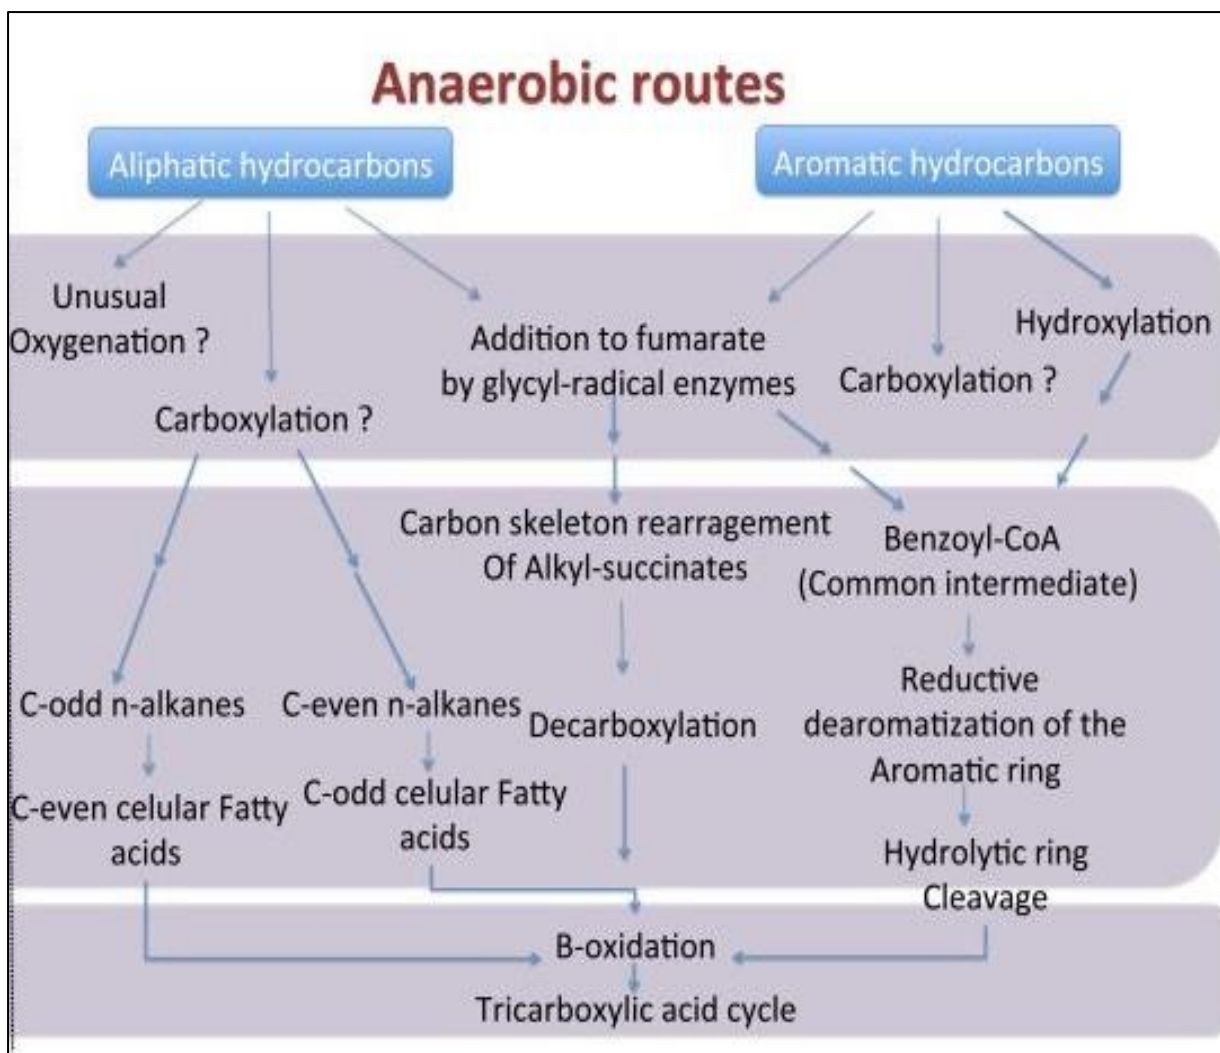 Anaerobic routes
Aliphatic hydrocarbons
Aromatic hydrocarbons
Unusual
Oxygenation ?
Carboxylation ?
Addition to fumarate
by glycyl-radical enzymes
Carboxylation ?
Hydroxylation
Carbon skeleton rearragement
Of Alkyl-succinates
Benzoyl-CoA
(Common intermediate)
C-odd n-alkanes
C-even n-alkanes
Decarboxylation
Reductive
dearomatization of the
Aromatic ring
C-even celular Fatty
acids
C-odd celular Fatty
acids
Hydrolytic ring
Cleavage
B-oxidation
Tricarboxylic acid cycle